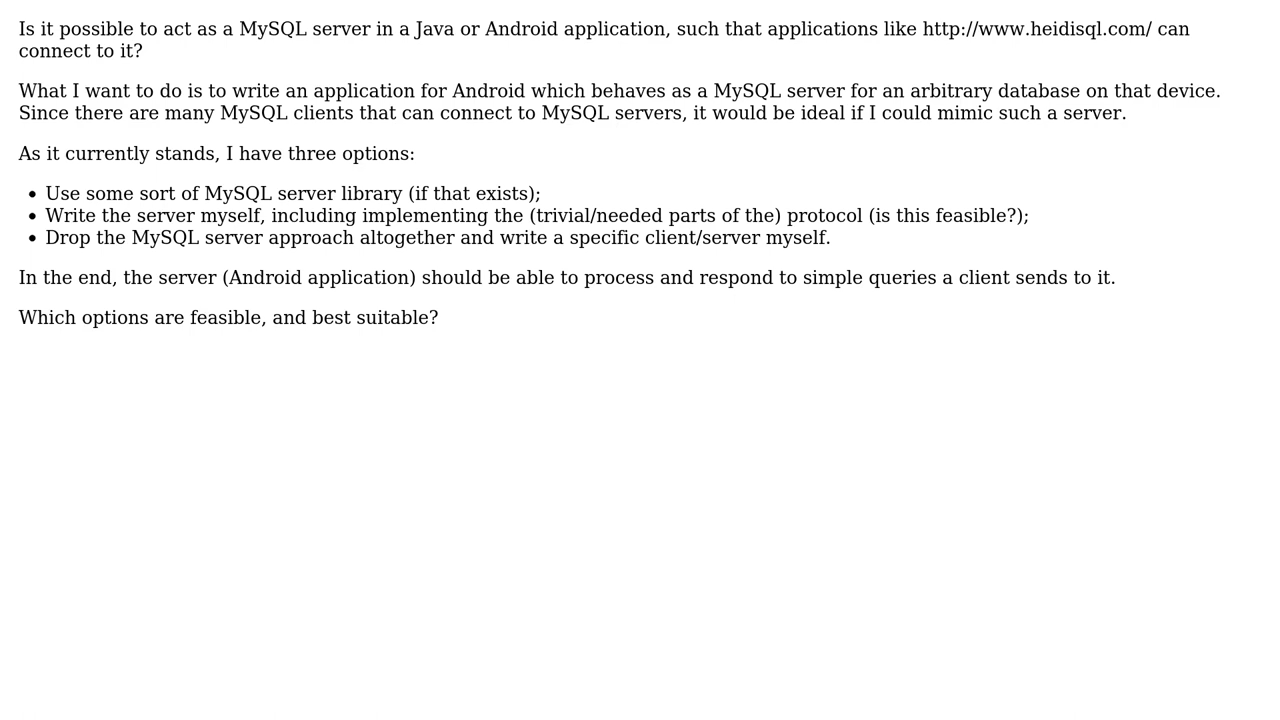 Is it possible to act as a MySQL server in a Java or Android application, such that applications like http://www.heidisql.com/ can
connect to it?
What I want to do is to write an application for Android which behaves as a MySQL server for an arbitrary database on that device.
Since there are many MySQL clients that can connect to MySQL servers, it would be ideal if I could mimic such a server.
As it currently stands, I have three options:
• Use some sort of MySQL server library (if that exists);
• Write the server myself, including implementing the (trivial/needed parts of the) protocol (is this feasible?);
• Drop the MySQL server approach altogether and write a specific client/server myself.
In the end, the server (Android application) should be able to process and respond to simple queries a client sends to it.
Which options are feasible, and best suitable?